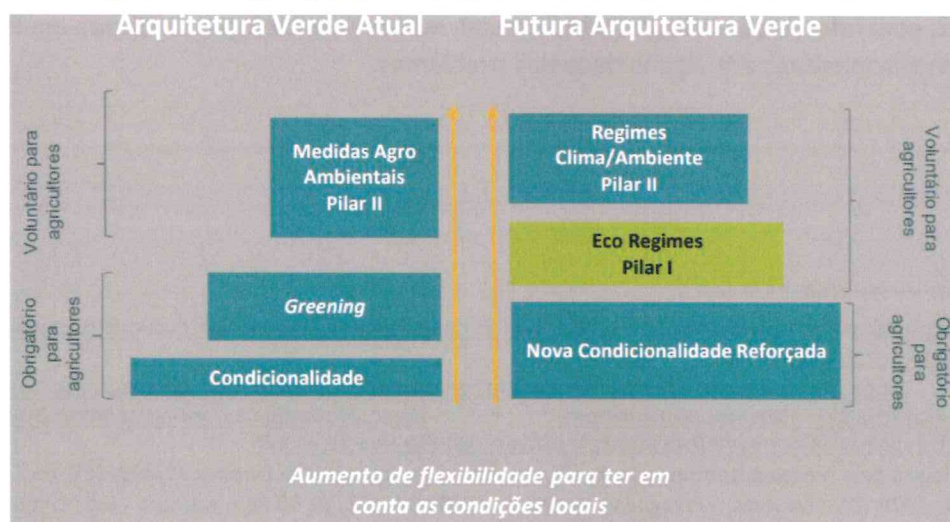 Arquitetura Verde Atual
Futura Arquitetura Verde
Voluntário para
agricultores
Medidas Agro
Ambientais
Pilar II
Obrigatório
para
agricultores
Greening
Condicionalidade
Regimes
Clima/Ambiente
Pilar II
Eco Regimes
Pilar I
Nova Condicionalidade Reforçada
Voluntário para
agricultores
Obrigatório
para
agricultores
Aumento de flexibilidade para ter em
conta as condições locais